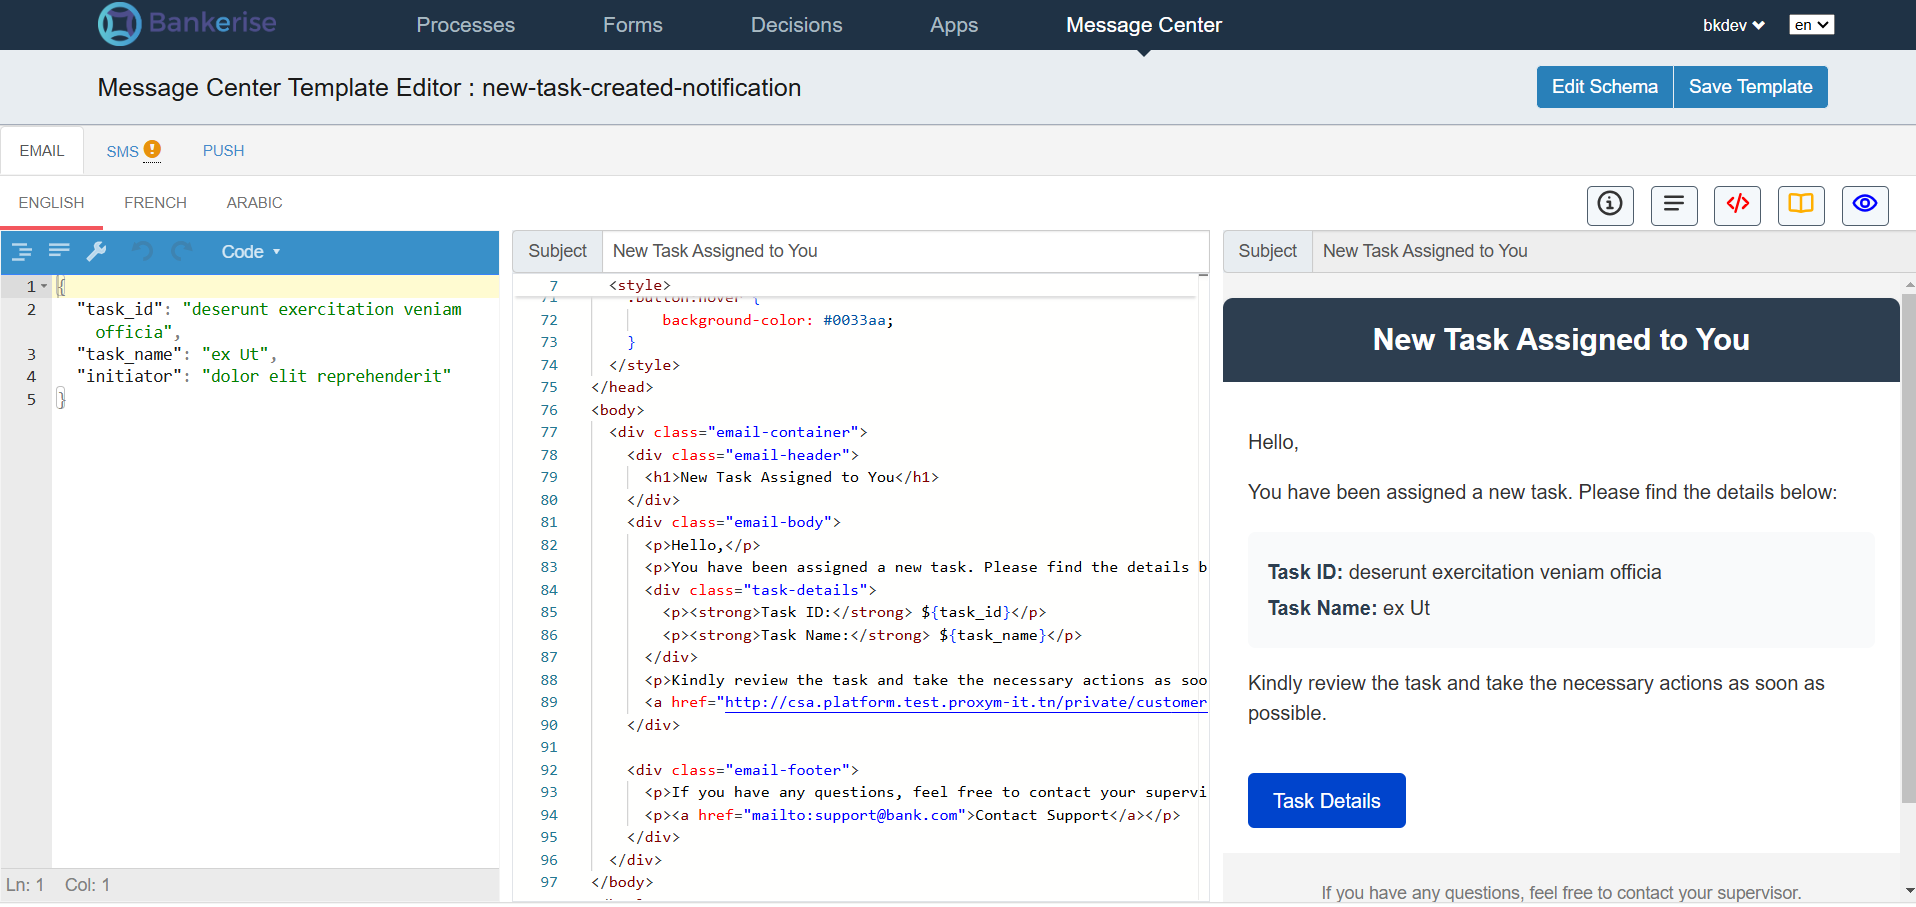 Bankerise
Processes
Forms
Decisions
Apps
Message Center
bkdev
en
Message Center Template Editor : new-task-created-notification
Edit Schema
Save Template
EMAIL
SMS
PUSH
ENGLISH
FRENCH
ARABIC
Code
1 {
2 "task_id": "deserunt exercitation veniam
officia",
3 "task_name": "ex Ut",
4 "initiator": "dolor elit reprehenderit"
5 }
Ln: 1 Col: 1
Subject New Task Assigned to You
7 <style>
71 .button:hover {
72 background-color: #0033aa;
73 }
74 </style>
75 </head>
76 <body>
77 <div class="email-container">
78 <div class="email-header">
79 <h1>New Task Assigned to You</h1>
80 </div>
81 <div class="email-body">
82 <p>Hello,</p>
83 <p>You have been assigned a new task. Please find the details b
84 <div class="task-details">
85 <p><strong>Task ID:</strong> ${task_id}</p>
86 <p><strong>Task Name:</strong> ${task_name}</p>
87 </div>
88 <p>Kindly review the task and take the necessary actions as soo
89 <a href="http://csa.platform.test.proxym-it.tn/private/customer
90 </div>
91
92 <div class="email-footer">
93 <p>If you have any questions, feel free to contact your supervi
94 <p><a href="mailto:support@bank.com">Contact Support</a></p>
95 </div>
96 </div>
97 </body>
Subject New Task Assigned to You
New Task Assigned to You
Hello,
You have been assigned a new task. Please find the details below:
Task ID: deserunt exercitation veniam officia
Task Name: ex Ut
Kindly review the task and take the necessary actions as soon as
possible.
Task Details
If you have any questions, feel free to contact your supervisor.